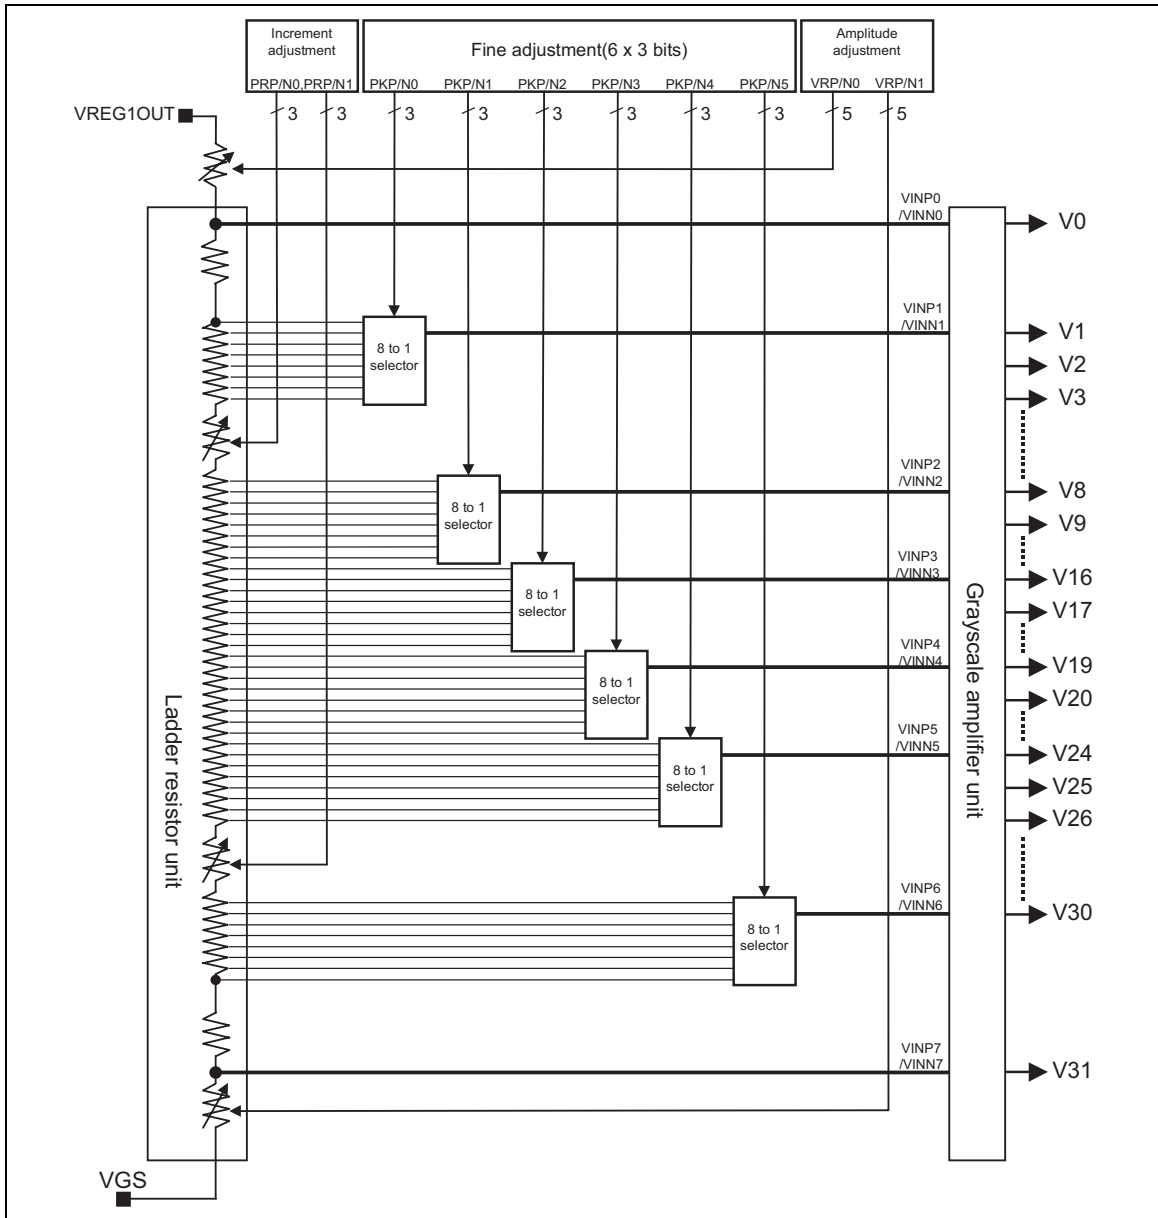 Increment
adjustment
PRP/N0,PRP/N1
Fine adjustment(6 x 3 bits)
PKP/N0 PKP/N1 PKP/N2 PKP/N3 PKP/N4 PKP/N5
Amplitude
adjustment
VRP/N0 VRP/N1
3 3 3 3 3 3 3 3 5 5
VREG1OUT
VINP0
/VINN0
V0
VINP1
/VINN1
V1
8 to 1
selector
V2
V3
VINP2
/VINN2
V8
8 to 1
selector
V9
VINP3
/VINN3
V16
8 to 1
selector
V17
VINP4
/VINN4
V19
8 to 1
selector
V20
VINP5
/VINN5
V24
8 to 1
selector
V25
V26
VINP6
/VINN6
V30
8 to 1
selector
VINP7
/VINN7
V31
Ladder resistor unit
Grayscale amplifier unit
VGS